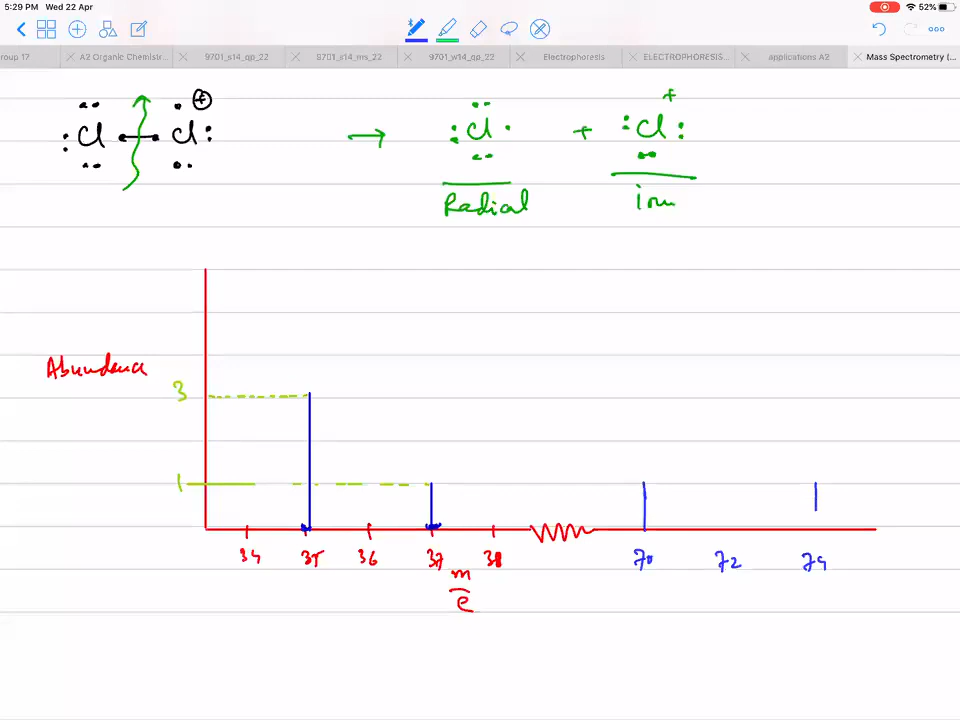 5:29 PM Wed 22 Apr 52%
roup 17 A2 Organic Chemistr... 9701_s14_qp_22 9701_s14_ms_22 9701_w14_qp_22 Electrophoresis ELECTROPHORESIS... applications A2 Mass Spectrometry (...
+
: Cl Cl : → : Cl · + : Cl :
Radial ion
Abundance
3
1
34 35 36 37 38 70 72 74
m
e